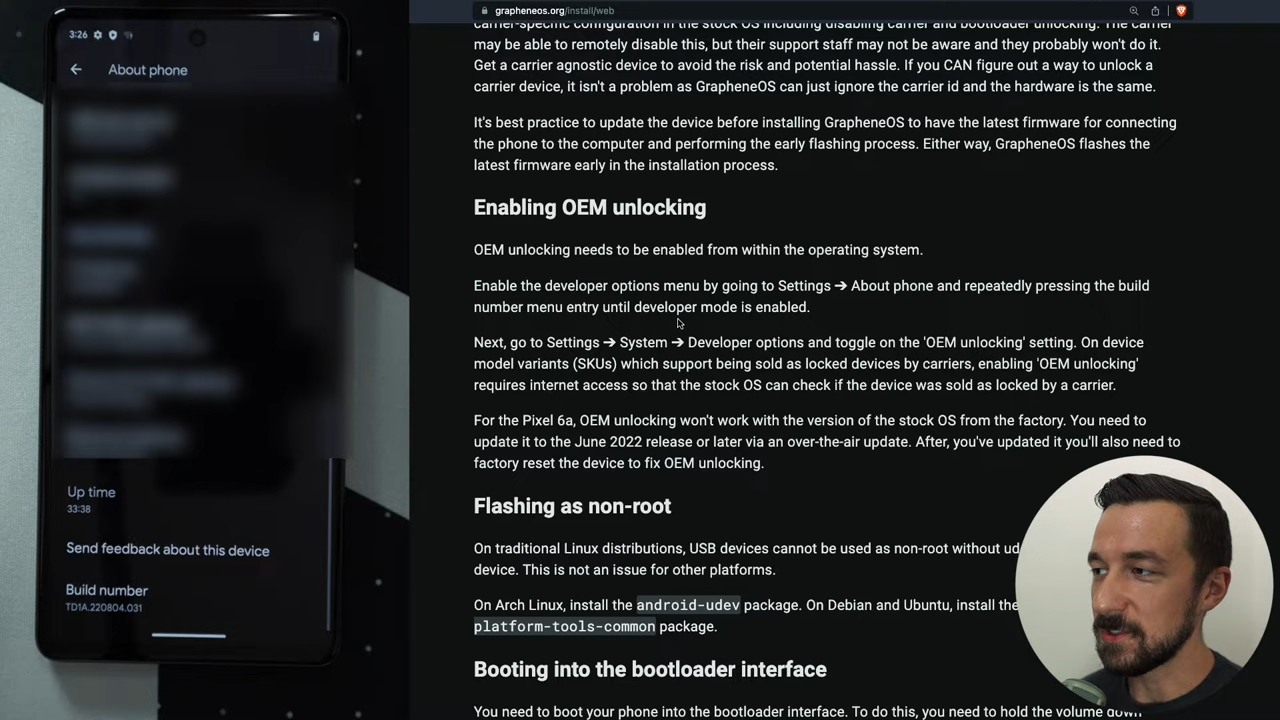 3:26
About phone
Up time
33:38
Send feedback about this device
Build number
TD1A.220804.031
grapheneos.org/install/web
carrier-specific configuration in the stock OS including disabling carrier and bootloader unlocking. The carrier
may be able to remotely disable this, but their support staff may not be aware and they probably won't do it.
Get a carrier agnostic device to avoid the risk and potential hassle. If you CAN figure out a way to unlock a
carrier device, it isn't a problem as GrapheneOS can just ignore the carrier id and the hardware is the same.
It's best practice to update the device before installing GrapheneOS to have the latest firmware for connecting
the phone to the computer and performing the early flashing process. Either way, GrapheneOS flashes the
latest firmware early in the installation process.
Enabling OEM unlocking
OEM unlocking needs to be enabled from within the operating system.
Enable the developer options menu by going to Settings ➔ About phone and repeatedly pressing the build
number menu entry until developer mode is enabled.
Next, go to Settings ➔ System ➔ Developer options and toggle on the 'OEM unlocking' setting. On device
model variants (SKUs) which support being sold as locked devices by carriers, enabling 'OEM unlocking'
requires internet access so that the stock OS can check if the device was sold as locked by a carrier.
For the Pixel 6a, OEM unlocking won't work with the version of the stock OS from the factory. You need to
update it to the June 2022 release or later via an over-the-air update. After, you've updated it you'll also need to
factory reset the device to fix OEM unlocking.
Flashing as non-root
On traditional Linux distributions, USB devices cannot be used as non-root without ud
device. This is not an issue for other platforms.
On Arch Linux, install the android-udev package. On Debian and Ubuntu, install the
platform-tools-common package.
Booting into the bootloader interface
You need to boot your phone into the bootloader interface. To do this, you need to hold the volume down